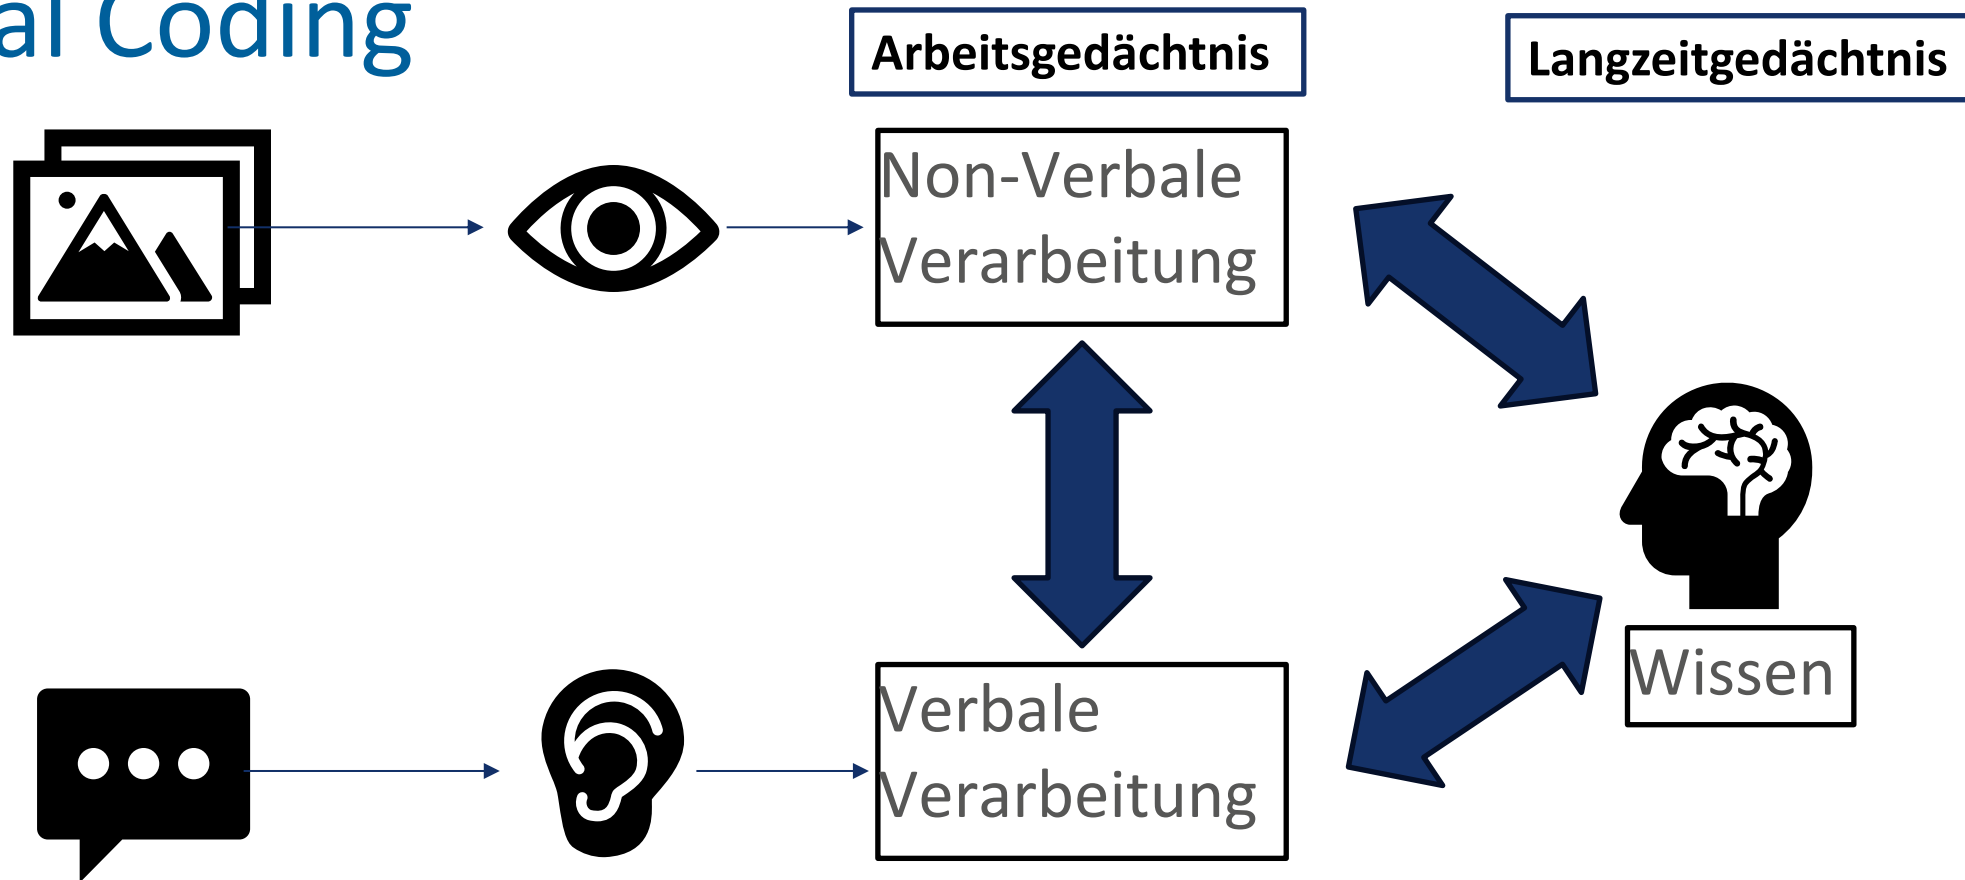 al Coding
Arbeitsgedächtnis
Langzeitgedächtnis
Non-Verbale
Verarbeitung
Wissen
Verbale
Verarbeitung